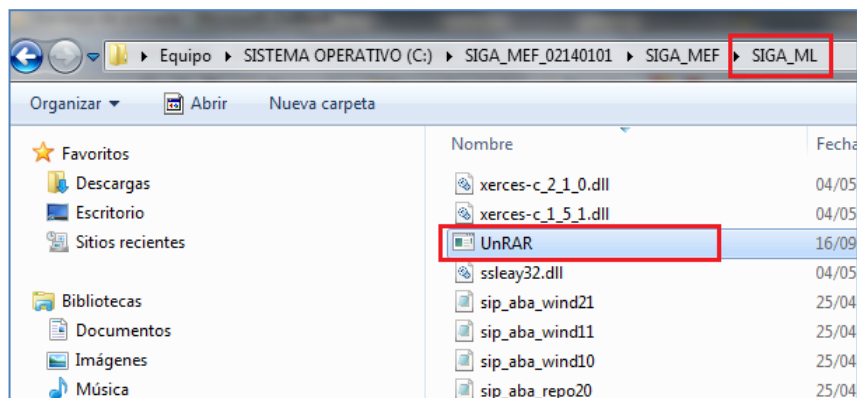 Equipo ▸ SISTEMA OPERATIVO (C:) ▸ SIGA_MEF_02140101 ▸ SIGA_MEF ▸ SIGA_ML
Organizar Abrir Nueva carpeta
Favoritos
Descargas
Escritorio
Sitios recientes
Bibliotecas
Documentos
Imágenes
Música
Nombre Fecha
xerces-c_2_1_0.dll 04/05
xerces-c_1_5_1.dll 04/05
UnRAR 16/09
ssleay32.dll 04/05
sip_aba_wind21 25/04
sip_aba_wind11 25/04
sip_aba_wind10 25/04
sip_aba_repo20 25/04